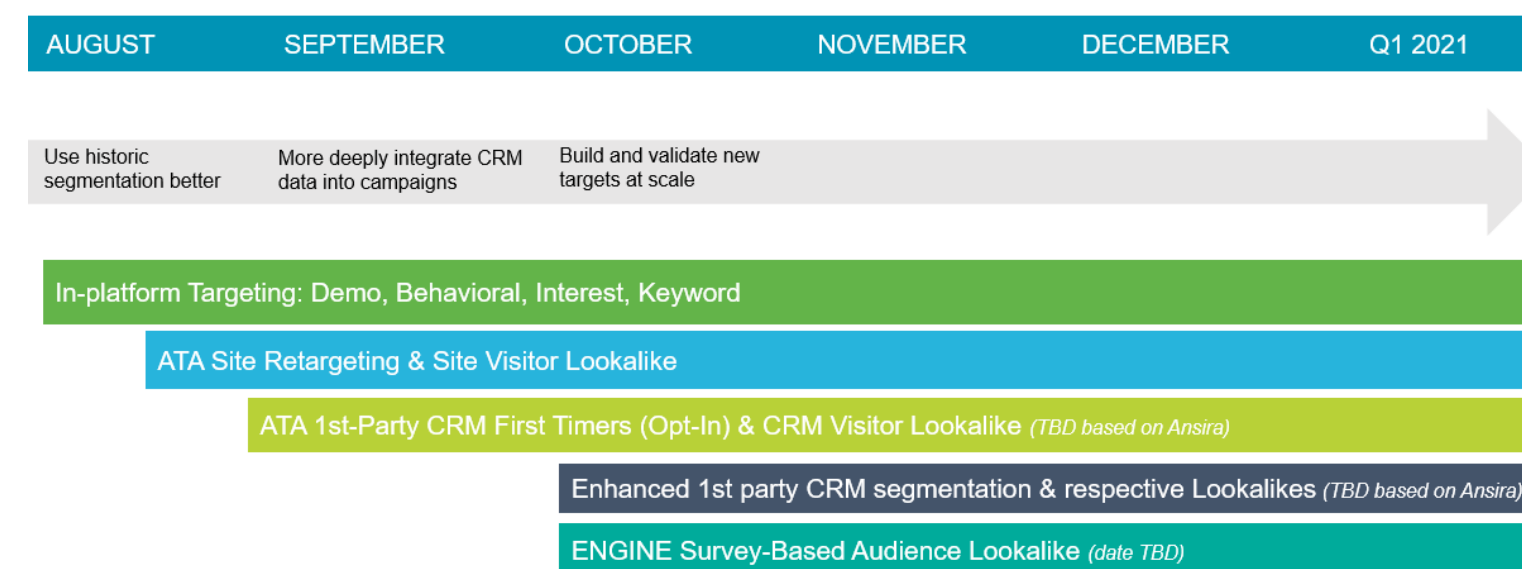 AUGUST SEPTEMBER OCTOBER NOVEMBER DECEMBER Q1 2021
Use historic
segmentation better
More deeply integrate CRM
data into campaigns
Build and validate new
targets at scale
In-platform Targeting: Demo, Behavioral, Interest, Keyword
ATA Site Retargeting & Site Visitor Lookalike
ATA 1st-Party CRM First Timers (Opt-In) & CRM Visitor Lookalike (TBD based on Ansira)
Enhanced 1st party CRM segmentation & respective Lookalikes (TBD based on Ansira)
ENGINE Survey-Based Audience Lookalike (date TBD)